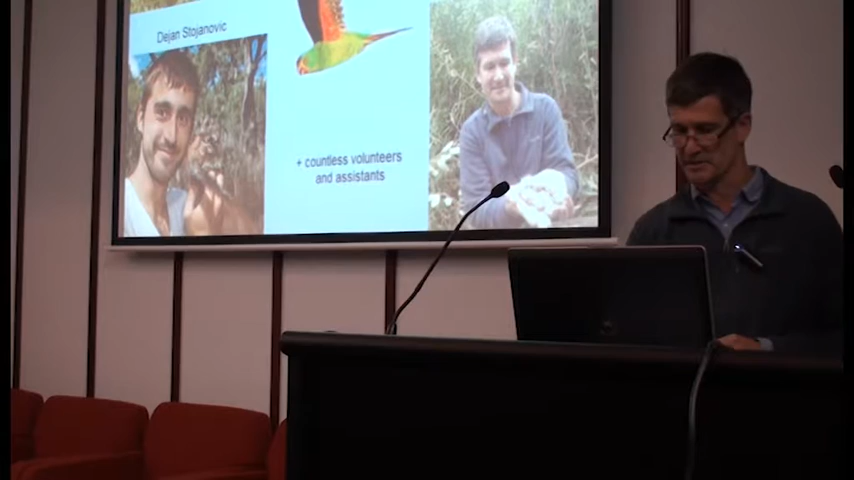 Dejan Stojanovic
+ countless volunteers
and assistants